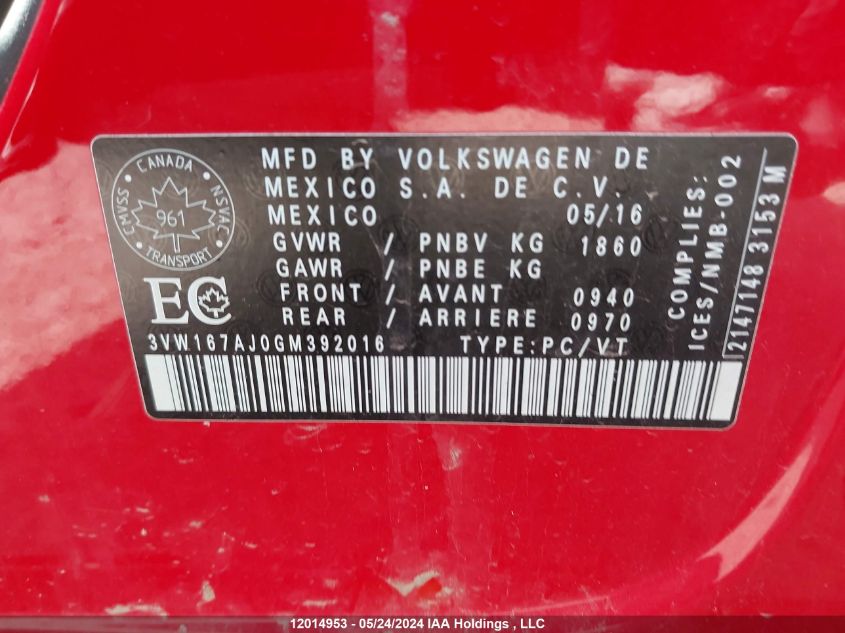 CANADA
CMVSS
NSVAC
961
TRANSPORT
EC
MFD BY VOLKSWAGEN DE
MEXICO S.A. DE C.V.
MEXICO 05/16
GVWR / PNBV KG 1860
GAWR / PNBE KG
FRONT / AVANT 0940
REAR / ARRIERE 0970
3VW167AJ0GM392016 TYPE:PC/VT
COMPLIES:
ICES/NMB-002
2147148 3153 M
12014953 - 05/24/2024 IAA Holdings , LLC